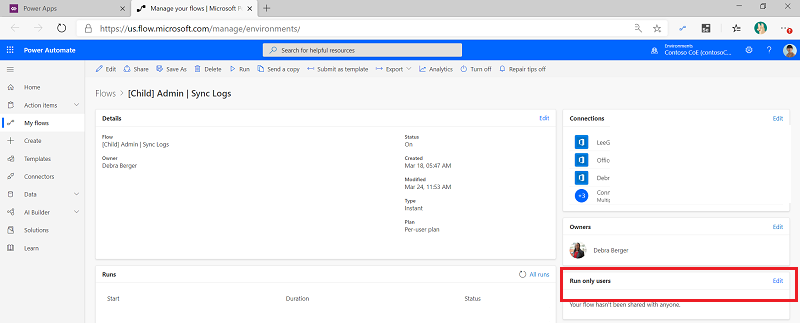 Power Apps
Manage your flows | Microsoft P
https://us.flow.microsoft.com/manage/environments/
Power Automate
Search for helpful resources
Environments
Contoso CoE (contosoC...
Edit
Share
Save As
Delete
Run
Send a copy
Submit as template
Export
Analytics
Turn off
Repair tips off
Home
Action items
My flows
Create
Templates
Connectors
Data
AI Builder
Solutions
Learn
Flows > [Child] Admin | Sync Logs
Details
Edit
Flow
[Child] Admin | Sync Logs
Owner
Debra Berger
Status
On
Created
Mar 18, 05:47 AM
Modified
Mar 24, 11:53 AM
Type
Instant
Plan
Per-user plan
Runs
All runs
Start
Duration
Status
Connections
Edit
LeeG
Offic
Debr
+3
Conr
Multip
Owners
Edit
Debra Berger
Run only users
Edit
Your flow hasn't been shared with anyone.